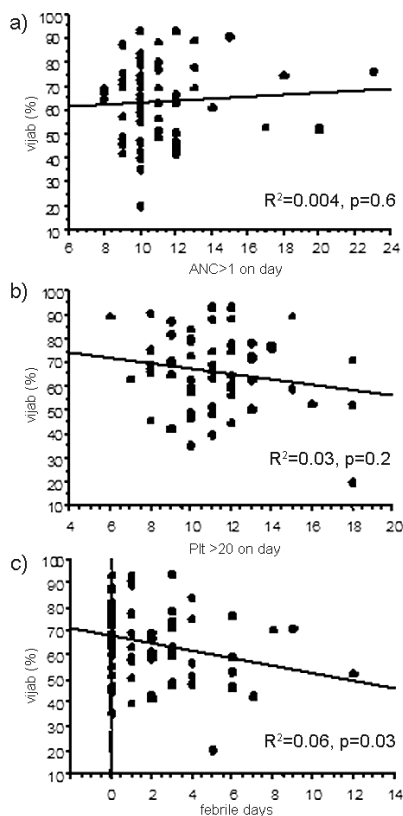 a)
100
90
80
70
60
50
40
30
20
10
vijab (%)
6 8 10 12 14 16 18 20 22 24
ANC>1 on day
R²=0.004, p=0.6
b)
100
90
80
70
60
50
40
30
20
10
vijab (%)
4 6 8 10 12 14 16 18 20
Plt >20 on day
R²=0.03, p=0.2
c)
100
90
80
70
60
50
40
30
20
10
vijab (%)
0 2 4 6 8 10 12 14
febrile days
R²=0.06, p=0.03